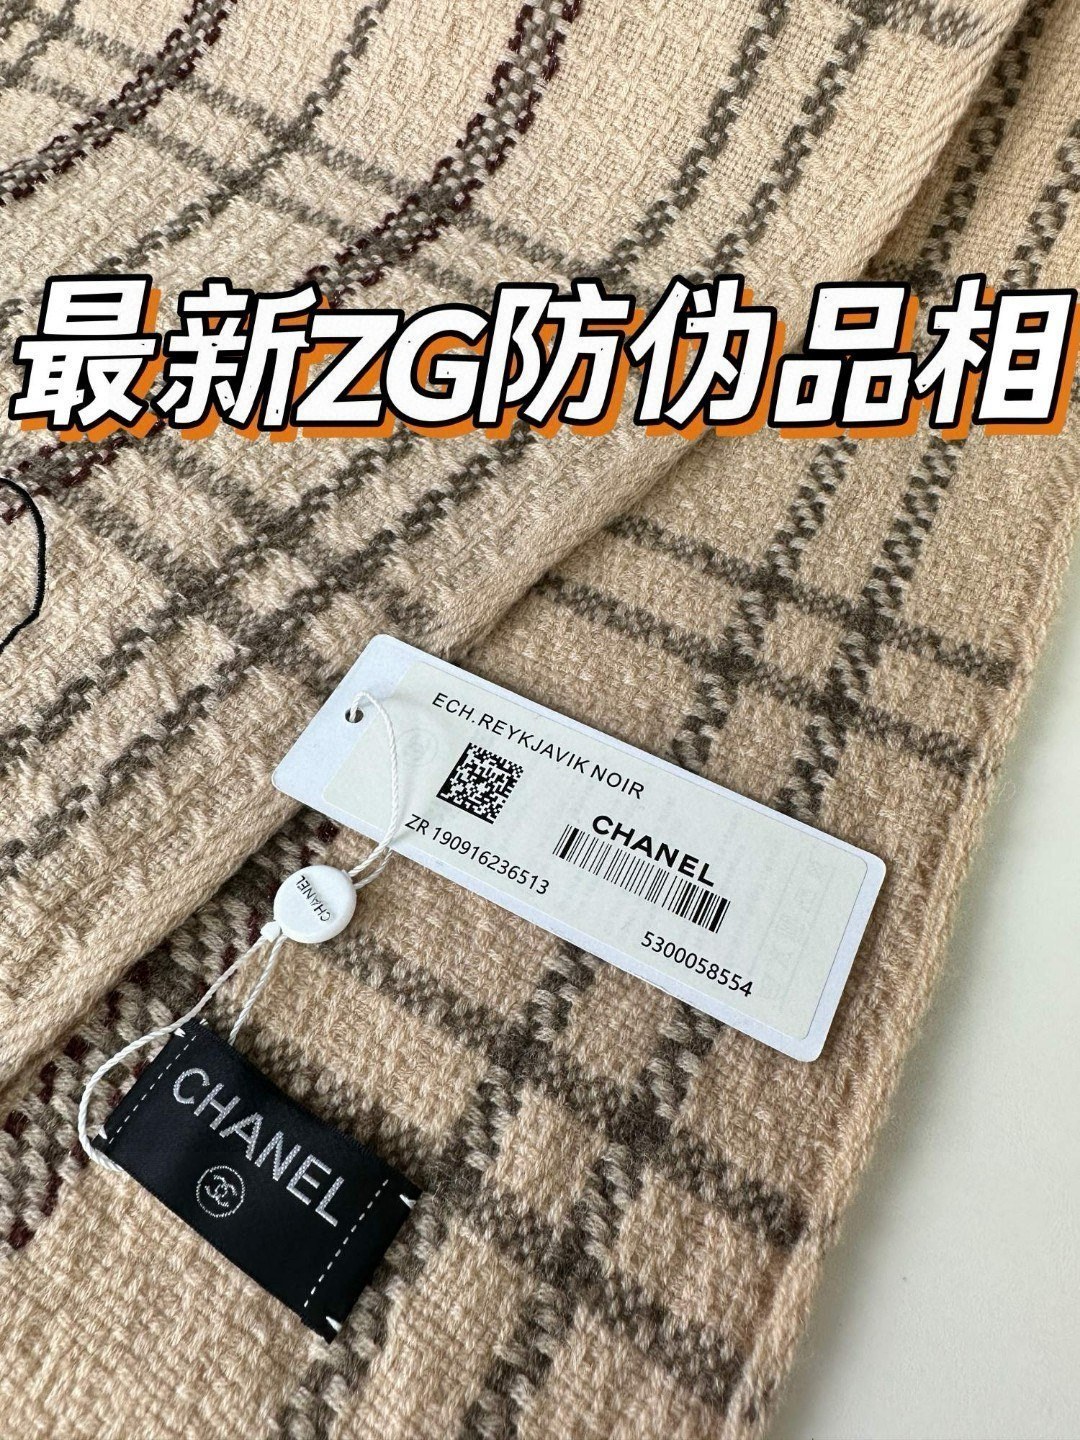 最新ZG防伪品相
ECH.REYKJAVIK NOIR
CHANEL
ZR 190916236513
5300058554
CHANEL
CHANEL